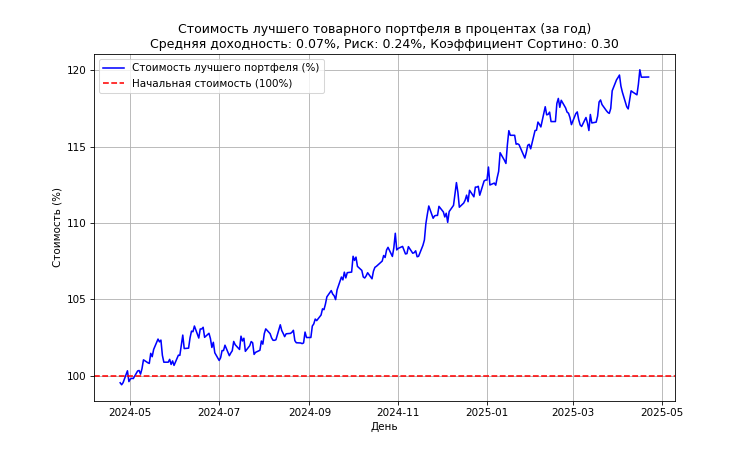 Стоимость лучшего товарного портфеля в процентах (за год)
Средняя доходность: 0.07%, Риск: 0.24%, Коэффициент Сортино: 0.30
Стоимость лучшего портфеля (%)
Начальная стоимость (100%)
Стоимость (%)
120
115
110
105
100
2024-05 2024-07 2024-09 2024-11 2025-01 2025-03 2025-05
День